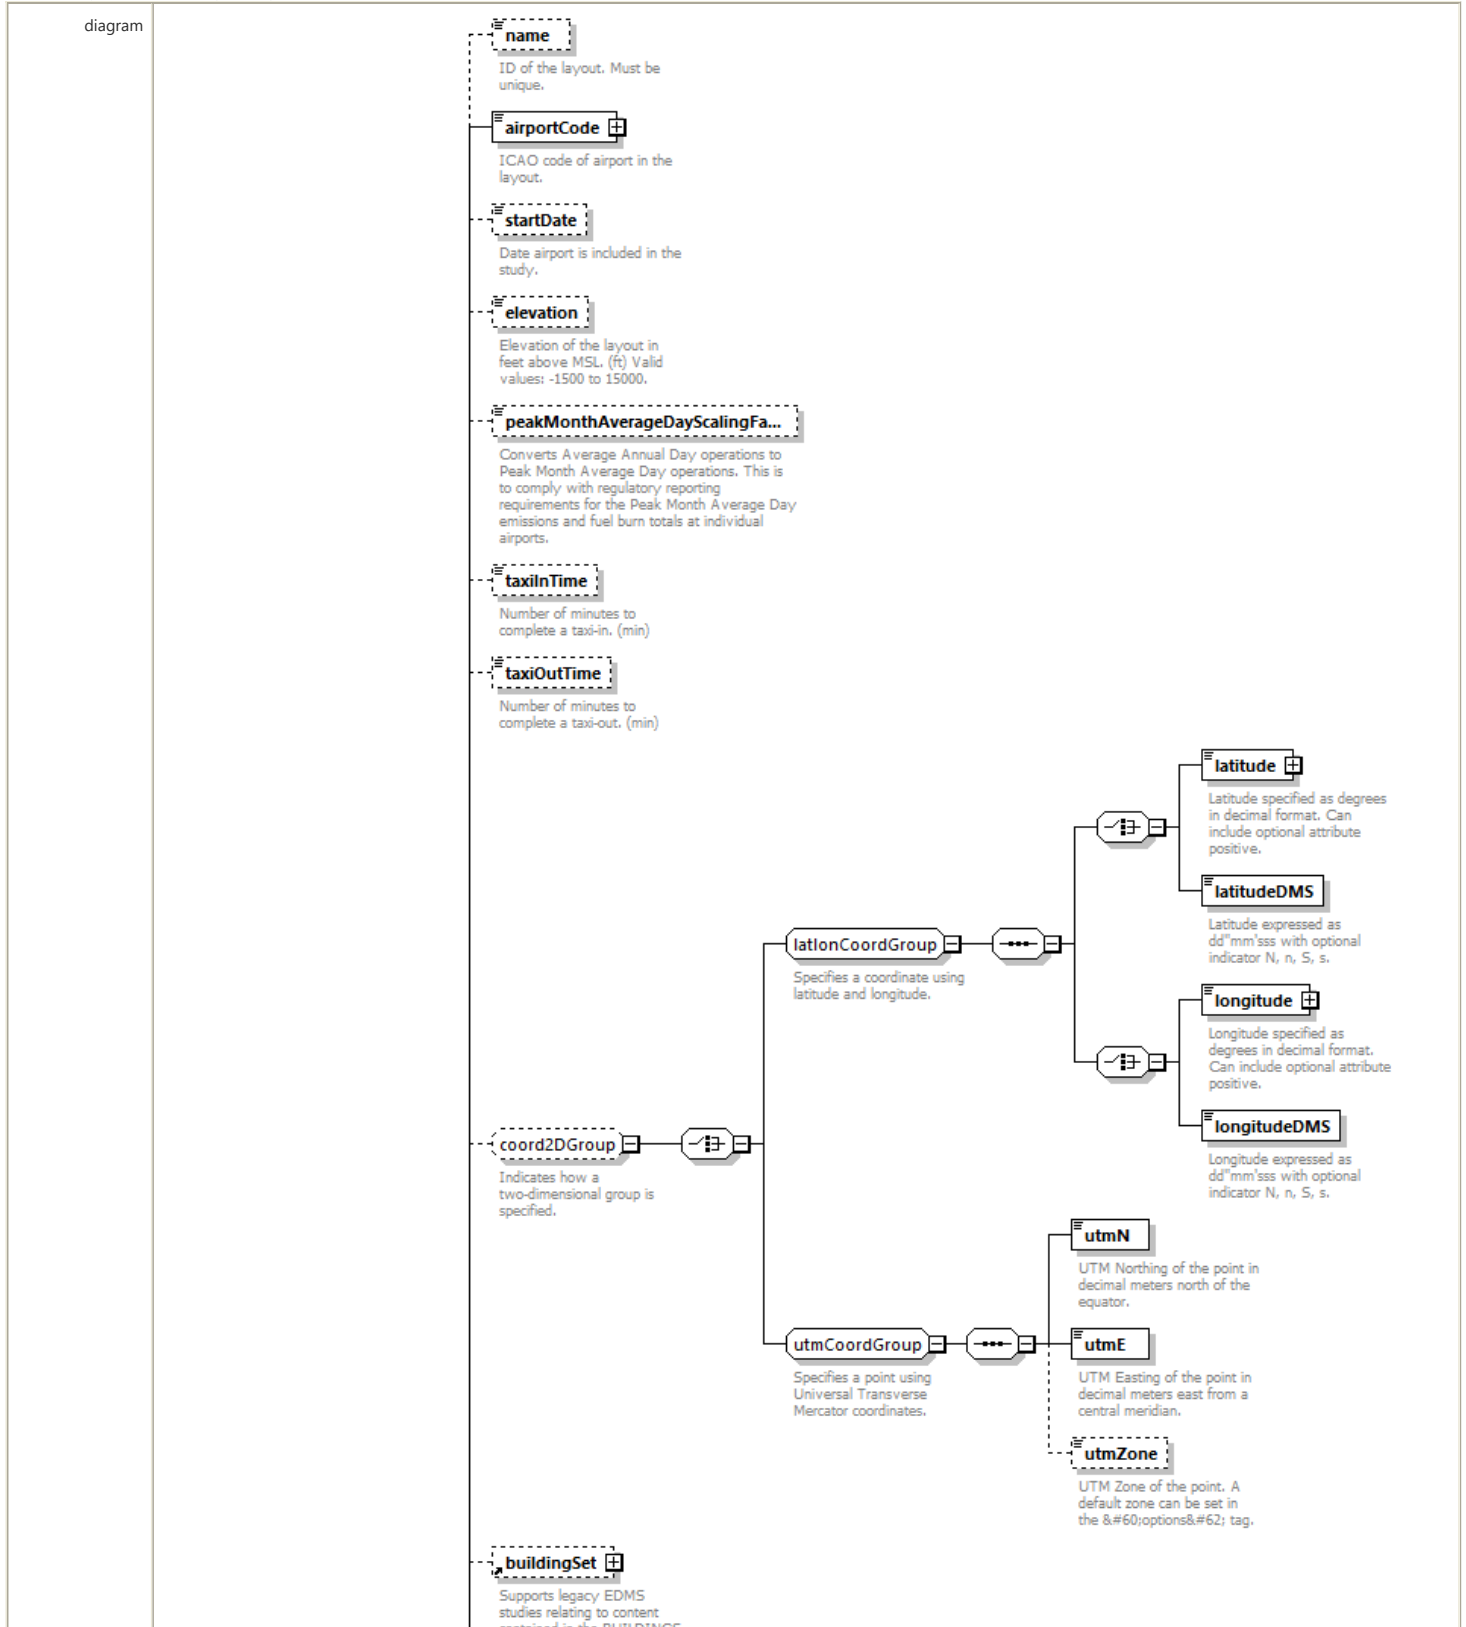 diagram
name
ID of the layout. Must be
unique.
airportCode
ICAO code of airport in the
layout.
startDate
Date airport is included in the
study.
elevation
Elevation of the layout in
feet above MSL. (ft) Valid
values: -1500 to 15000.
peakMonthAverageDayScalingFa...
Converts Average Annual Day operations to
Peak Month Average Day operations. This is
to comply with regulatory reporting
requirements for the Peak Month Average Day
emissions and fuel burn totals at individual
airports.
taxiInTime
Number of minutes to
complete a taxi-in. (min)
taxiOutTime
Number of minutes to
complete a taxi-out. (min)
latitude
Latitude specified as degrees
in decimal format. Can
include optional attribute
positive.
latitudeDMS
Latitude expressed as
dd"mm'sss with optional
indicator N, n, S, s.
latlonCoordGroup
Specifies a coordinate using
latitude and longitude.
longitude
Longitude specified as
degrees in decimal format.
Can include optional attribute
positive.
longitudeDMS
Longitude expressed as
dd"mm'sss with optional
indicator N, n, S, s.
coord2DGroup
Indicates how a
two-dimensional group is
specified.
utmN
UTM Northing of the point in
decimal meters north of the
equator.
utmCoordGroup
Specifies a point using
Universal Transverse
Mercator coordinates.
utmE
UTM Easting of the point in
decimal meters east from a
central meridian.
utmZone
UTM Zone of the point. A
default zone can be set in
the &#60;options&#62; tag.
buildingSet
Supports legacy EDMS
studies relating to content
contained in the BUILDINGS